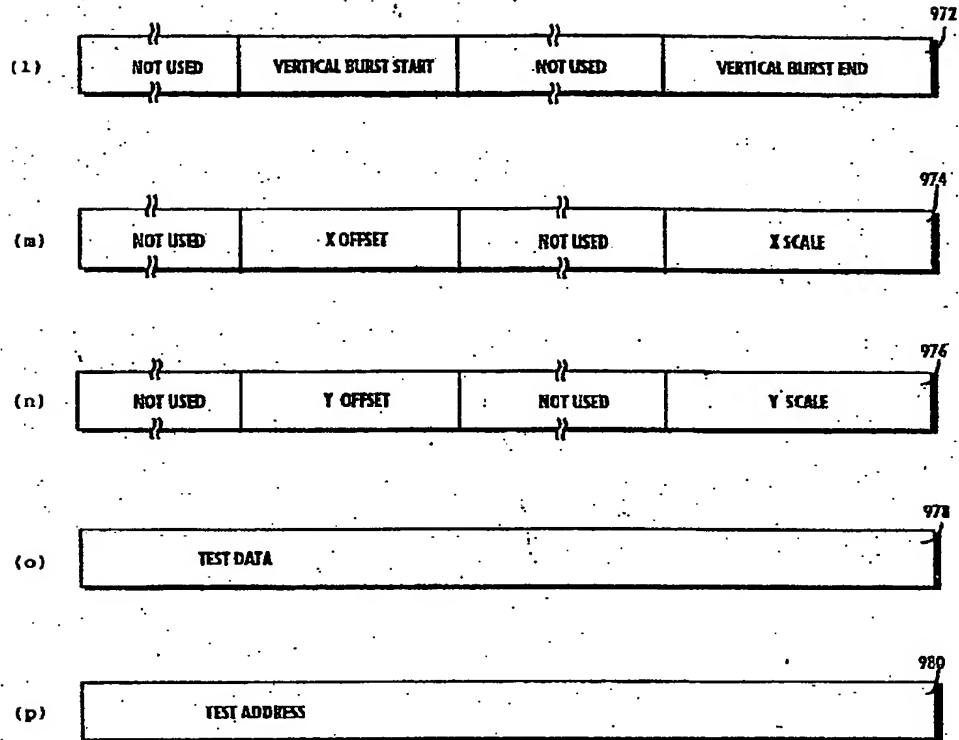 972
(l) NOT USED VERTICAL BURST START NOT USED VERTICAL BURST END
974
(m) NOT USED X OFFSET NOT USED X SCALE
976
(n) NOT USED Y OFFSET NOT USED Y SCALE
978
(o) TEST DATA
980
(p) TEST ADDRESS